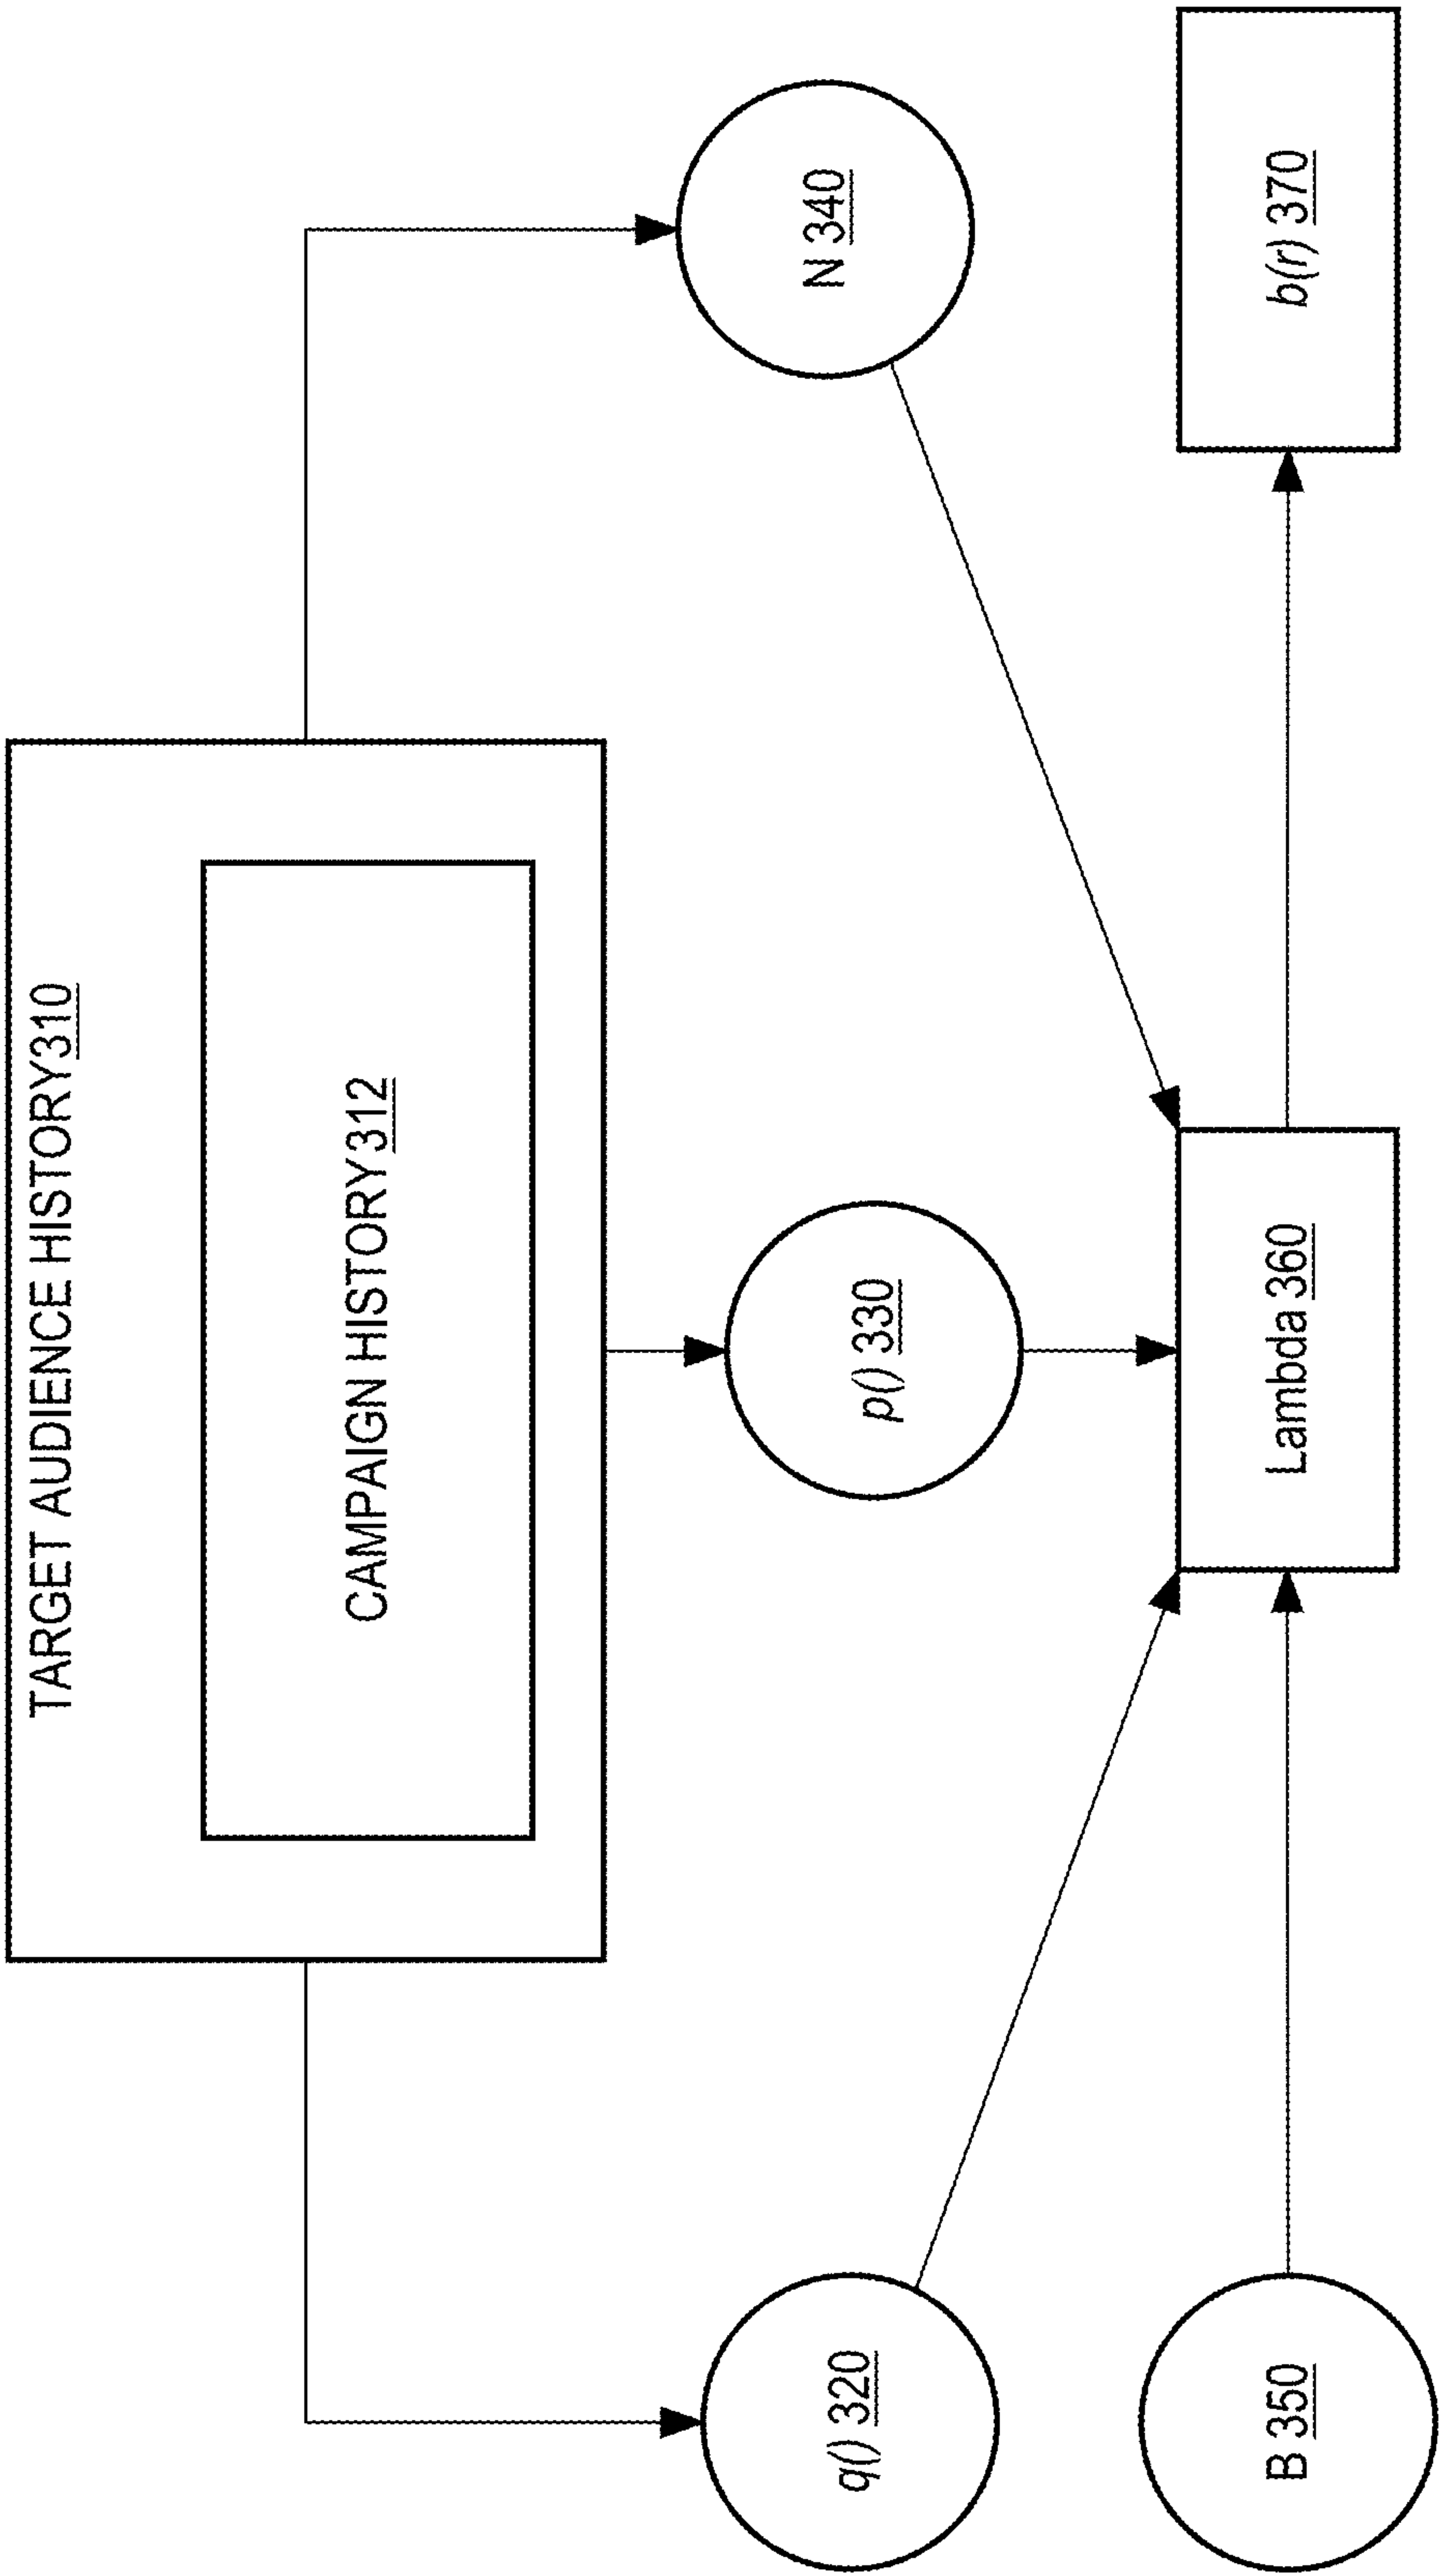 TARGET AUDIENCE HISTORY310
CAMPAIGN HISTORY312
q() 320
p() 330
N 340
B 350
Lambda 360
b(r) 370